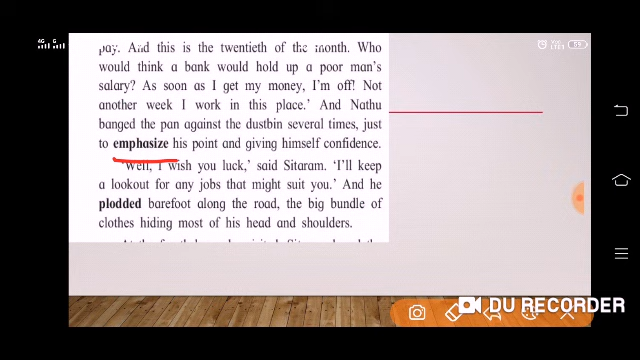 pay. And this is the twentieth of the month. Who
would think a bank would hold up a poor man's
salary? As soon as I get my money, I'm off! Not
another week I work in this place.' And Nathu
banged the pan against the dustbin several times, just
to emphasize his point and giving himself confidence.
'Well, I wish you luck,' said Sitaram. 'I'll keep
a lookout for any jobs that might suit you.' And he
plodded barefoot along the road, the big bundle of
clothes hiding most of his head and shoulders.
DU RECORDER